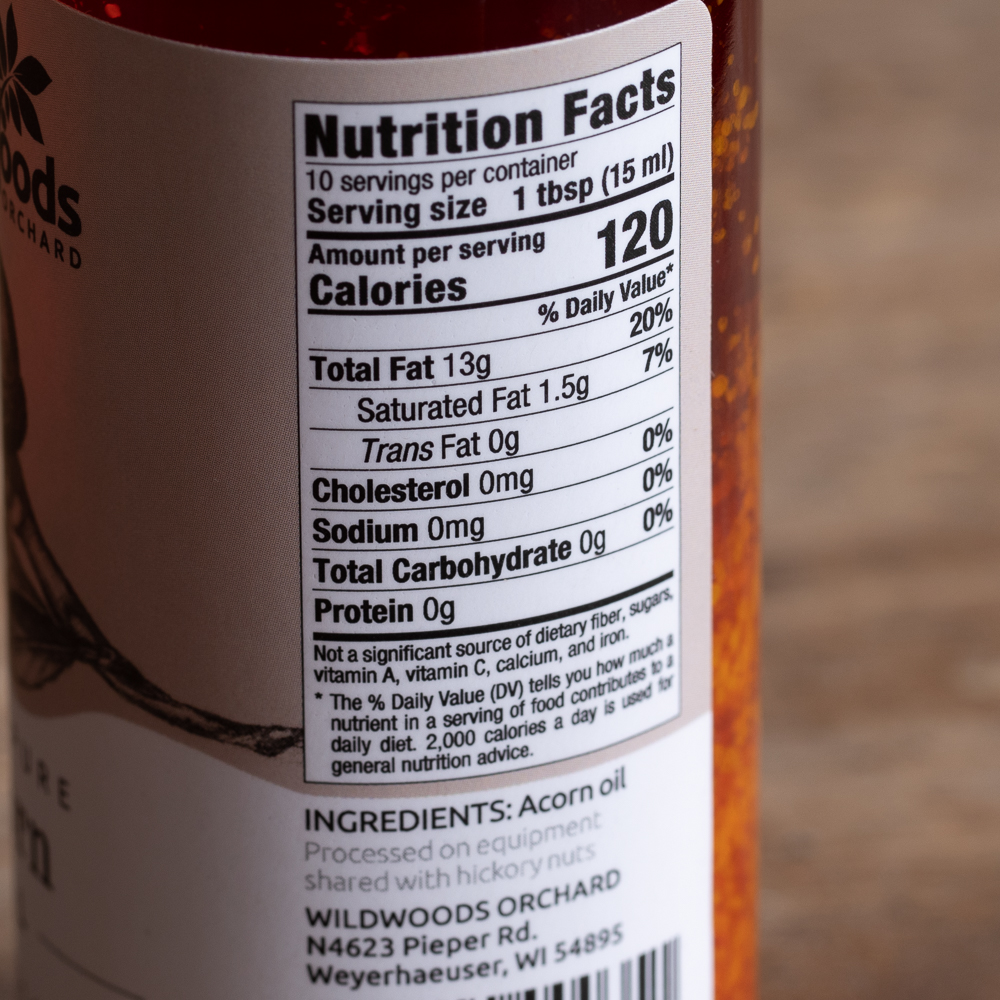 oods
ORCHARD
Nutrition Facts
10 servings per container
Serving size 1 tbsp (15 ml)
Amount per serving
Calories 120
% Daily Value*
Total Fat 13g 20%
Saturated Fat 1.5g 7%
Trans Fat 0g
Cholesterol 0mg 0%
Sodium 0mg 0%
Total Carbohydrate 0g 0%
Protein 0g
Not a significant source of dietary fiber, sugars,
vitamin A, vitamin C, calcium, and iron.
* The % Daily Value (DV) tells you how much a
nutrient in a serving of food contributes to a
daily diet. 2,000 calories a day is used for
general nutrition advice.
INGREDIENTS: Acorn oil
Processed on equipment
shared with hickory nuts
WILDWOODS ORCHARD
N4623 Pieper Rd.
Weyerhaeuser, WI 54895